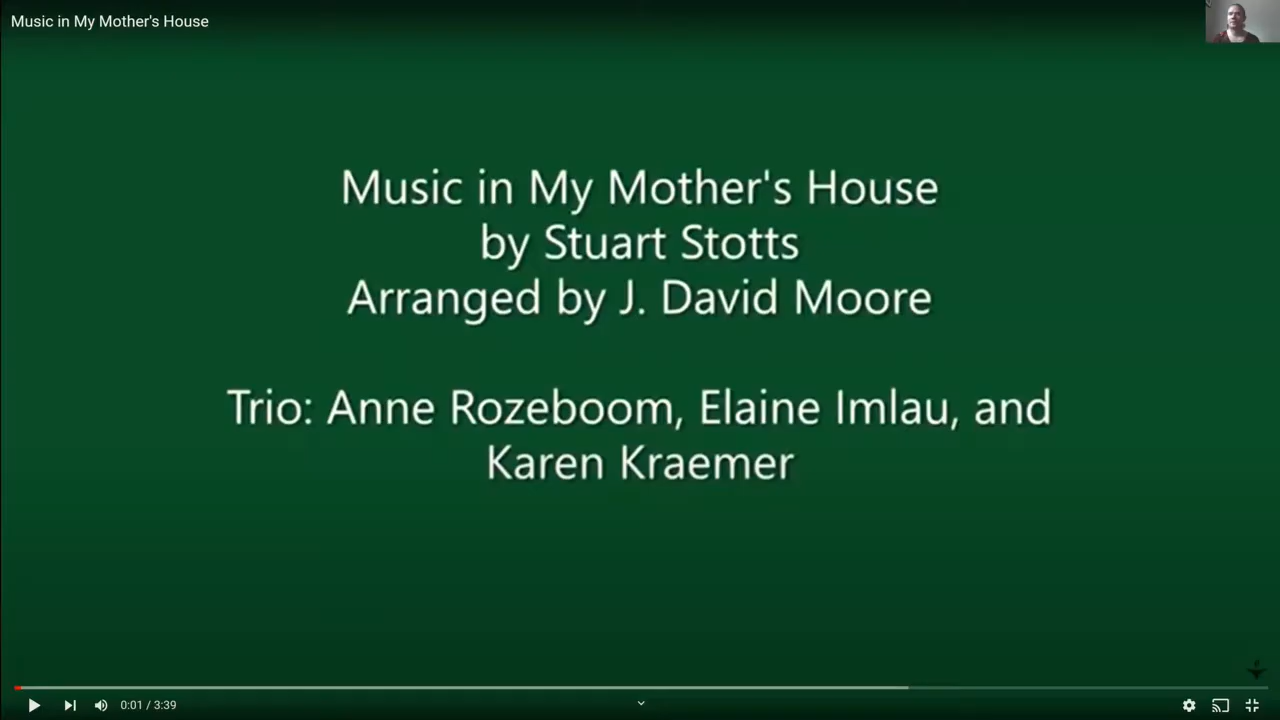 Music in My Mother's House
Music in My Mother's House
by Stuart Stotts
Arranged by J. David Moore
Trio: Anne Rozeboom, Elaine Imlau, and
Karen Kraemer
0:01 / 3:39